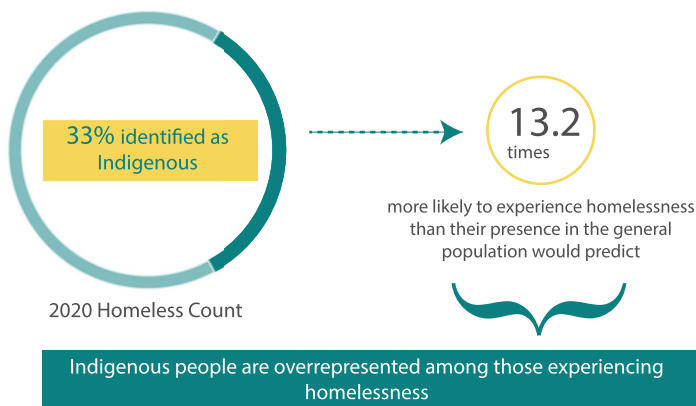 33% identified as
Indigenous
2020 Homeless Count
13.2
times
more likely to experience homelessness
than their presence in the general
population would predict
Indigenous people are overrepresented among those experiencing
homelessness